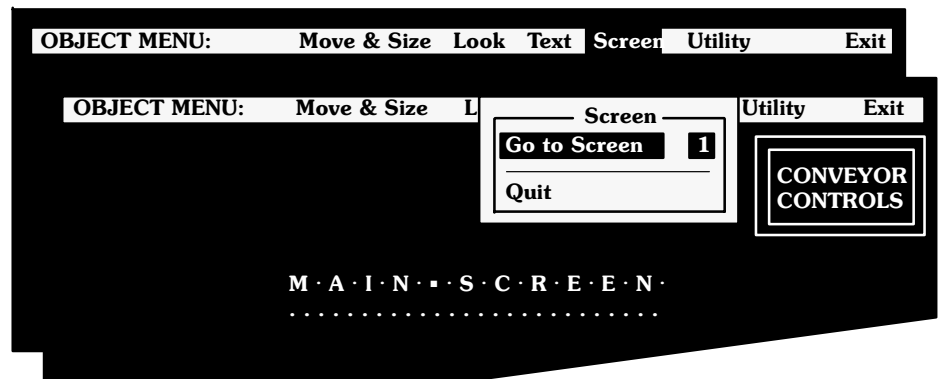 OBJECT MENU: Move & Size Look Text Screen Utility Exit
OBJECT MENU: Move & Size L Utility Exit
Screen
Go to Screen 1
Quit
CONVEYOR
CONTROLS
M·A·I·N·▪·S·C·R·E·E·N·